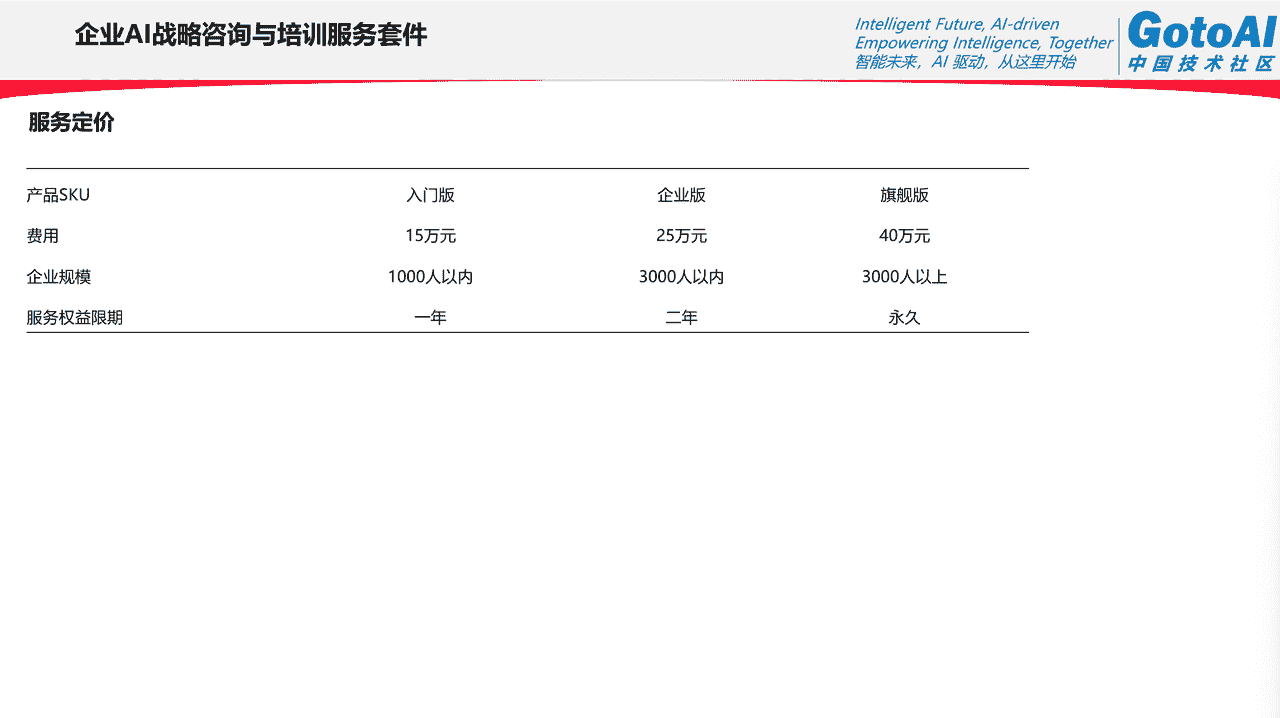 企业AI战略咨询与培训服务套件
Intelligent Future, AI-driven
Empowering Intelligence, Together
智能未来，AI 驱动，从这里开始
GotoAI
中国技术社区
服务定价
产品SKU 入门版 企业版 旗舰版
费用 15万元 25万元 40万元
企业规模 1000人以内 3000人以内 3000人以上
服务权益限期 一年 二年 永久